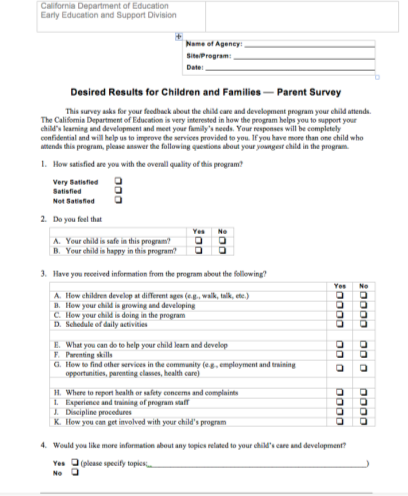 California Department of Education
Early Education and Support Division
Name of Agency:
Site/Program:
Date:
Desired Results for Children and Families — Parent Survey
This survey asks for your feedback about the child care and development program your child attends.
The California Department of Education is very interested in how the program helps you to support your
child's learning and development and meet your family's needs. Your responses will be completely
confidential and will help us to improve the services provided to you. If you have more than one child who
attends this program, please answer the following questions about your youngest child in the program.
1. How satisfied are you with the overall quality of this program?
Very Satisfied
Satisfied
Not Satisfied
2. Do you feel that
Yes No
A. Your child is safe in this program?
B. Your child is happy in this program?
3. Have you received information from the program about the following?
Yes No
A. How children develop at different ages (e.g., walk, talk, etc.)
B. How your child is growing and developing
C. How your child is doing in the program
D. Schedule of daily activities
E. What you can do to help your child learn and develop
F. Parenting skills
G. How to find other services in the community (e.g., employment and training
opportunities, parenting classes, health care)
H. Where to report health or safety concerns and complaints
I. Experience and training of program staff
J. Discipline procedures
K. How you can get involved with your child's program
4. Would you like more information about any topics related to your child's care and development?
Yes (please specify topics: )
No